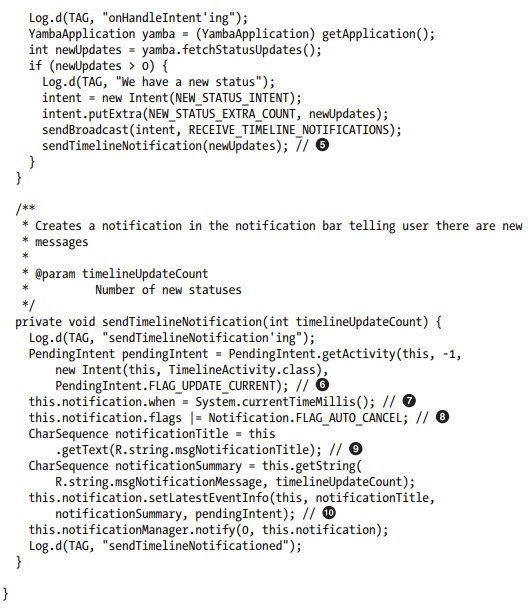 Log.d(TAG, "onHandleIntent'ing");
YambaApplication yamba = (YambaApplication) getApplication();
int newUpdates = yamba.fetchStatusUpdates();
if (newUpdates > 0) {
Log.d(TAG, "We have a new status");
intent = new Intent(NEW_STATUS_INTENT);
intent.putExtra(NEW_STATUS_EXTRA_COUNT, newUpdates);
sendBroadcast(intent, RECEIVE_TIMELINE_NOTIFICATIONS);
sendTimelineNotification(newUpdates); // ❺
}
}
/**
* Creates a notification in the notification bar telling user there are new
* messages
*
* @param timelineUpdateCount
* Number of new statuses
*/
private void sendTimelineNotification(int timelineUpdateCount) {
Log.d(TAG, "sendTimelineNotification'ing");
PendingIntent pendingIntent = PendingIntent.getActivity(this, -1,
new Intent(this, TimelineActivity.class),
PendingIntent.FLAG_UPDATE_CURRENT); // ❻
this.notification.when = System.currentTimeMillis(); // ❼
this.notification.flags |= Notification.FLAG_AUTO_CANCEL; // ❽
CharSequence notificationTitle = this
.getText(R.string.msgNotificationTitle); // ❾
CharSequence notificationSummary = this.getString(
R.string.msgNotificationMessage, timelineUpdateCount);
this.notification.setLatestEventInfo(this, notificationTitle,
notificationSummary, pendingIntent); // ❿
this.notificationManager.notify(0, this.notification);
Log.d(TAG, "sendTimelineNotificationed");
}
}